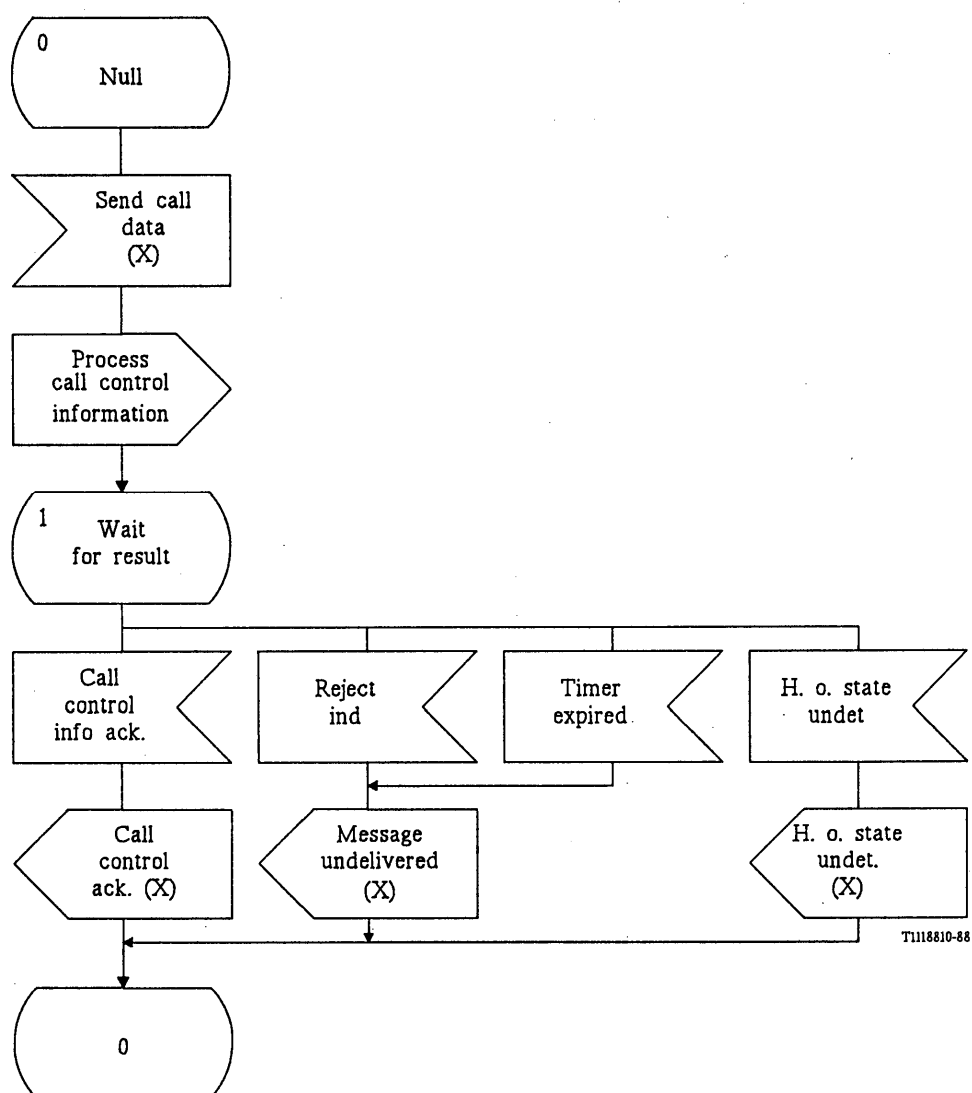 0
Null
Send call
data
(X)
Process
call control
information
1
Wait
for result
Call
control
info ack.
Reject
ind
Timer
expired
H. o. state
undet
Call
control
ack. (X)
Message
undelivered
(X)
H. o. state
undet.
(X)
T1118810-88
0